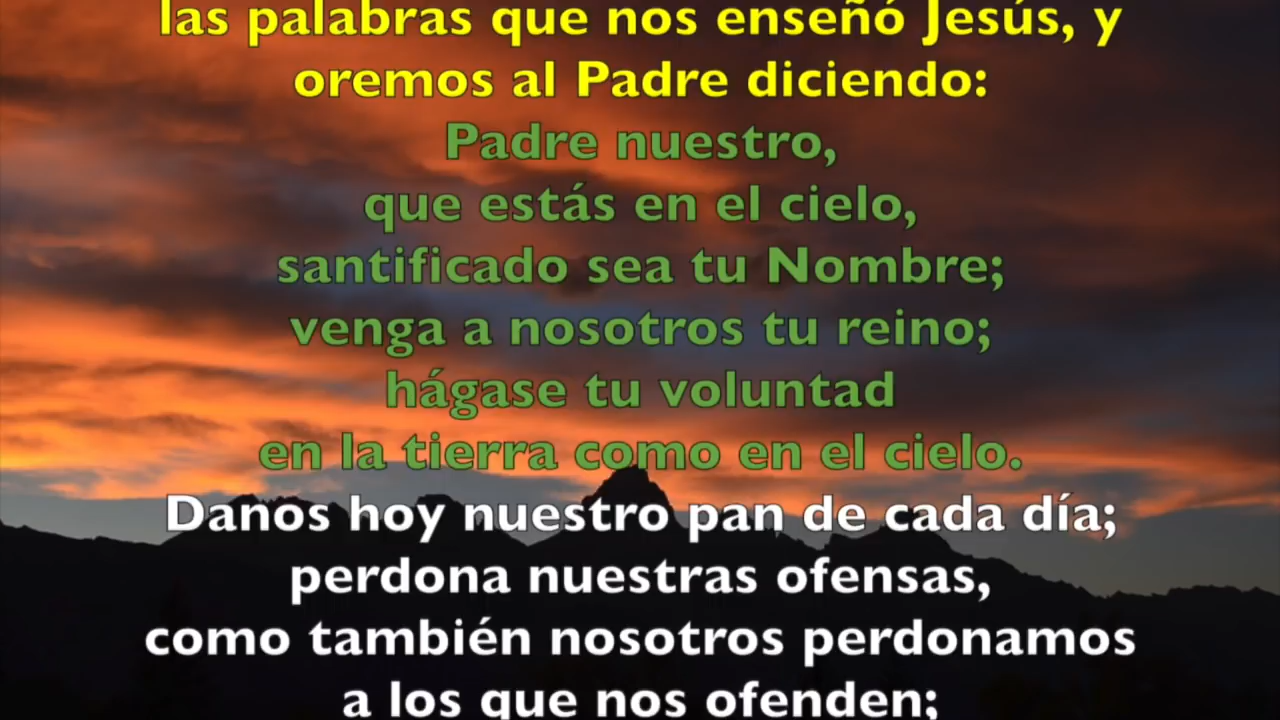 las palabras que nos enseñó Jesús, y
oremos al Padre diciendo:
Padre nuestro,
que estás en el cielo,
santificado sea tu Nombre;
venga a nosotros tu reino;
hágase tu voluntad
en la tierra como en el cielo.
Danos hoy nuestro pan de cada día;
perdona nuestras ofensas,
como también nosotros perdonamos
a los que nos ofenden;